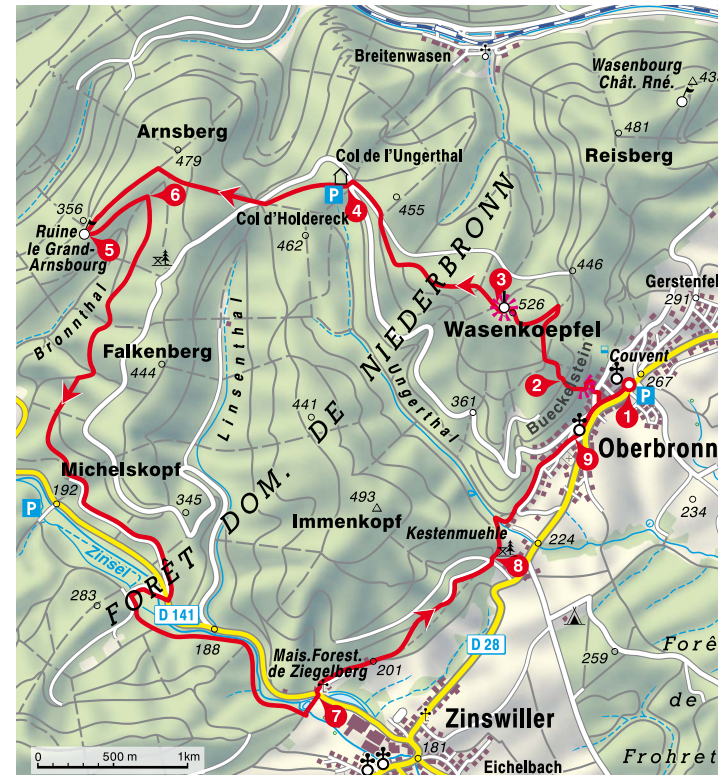 Breitenwasen
Wasenbourg
Chât. Rné.
43
Arnsberg
479
481
Reisberg
Col de l'Ungerthal
6
P
4
455
356
Ruine
le Grand-
Arnsbourg
5
Col d'Holdereck
462
446
3
526
Wasenkoepfel
Gerstenfel
291
Bronnthal
Falkenberg
444
Linsenthal
Ungerthal
Couvent
267
2
Bueckelstein
P
1
361
441
FORÊT DOM. DE NIEDERBRONN
9
Oberbronn
Michelskopf
192
P
345
493
Immenkopf
234
Kestenmuehle
224
8
Zinsel
283
D 141
188
D 28
Mais.Forest.
de Ziegelberg
201
259
Forê
de
Frohret
7
Zinswiller
181
Eichelbach
0 500 m 1km